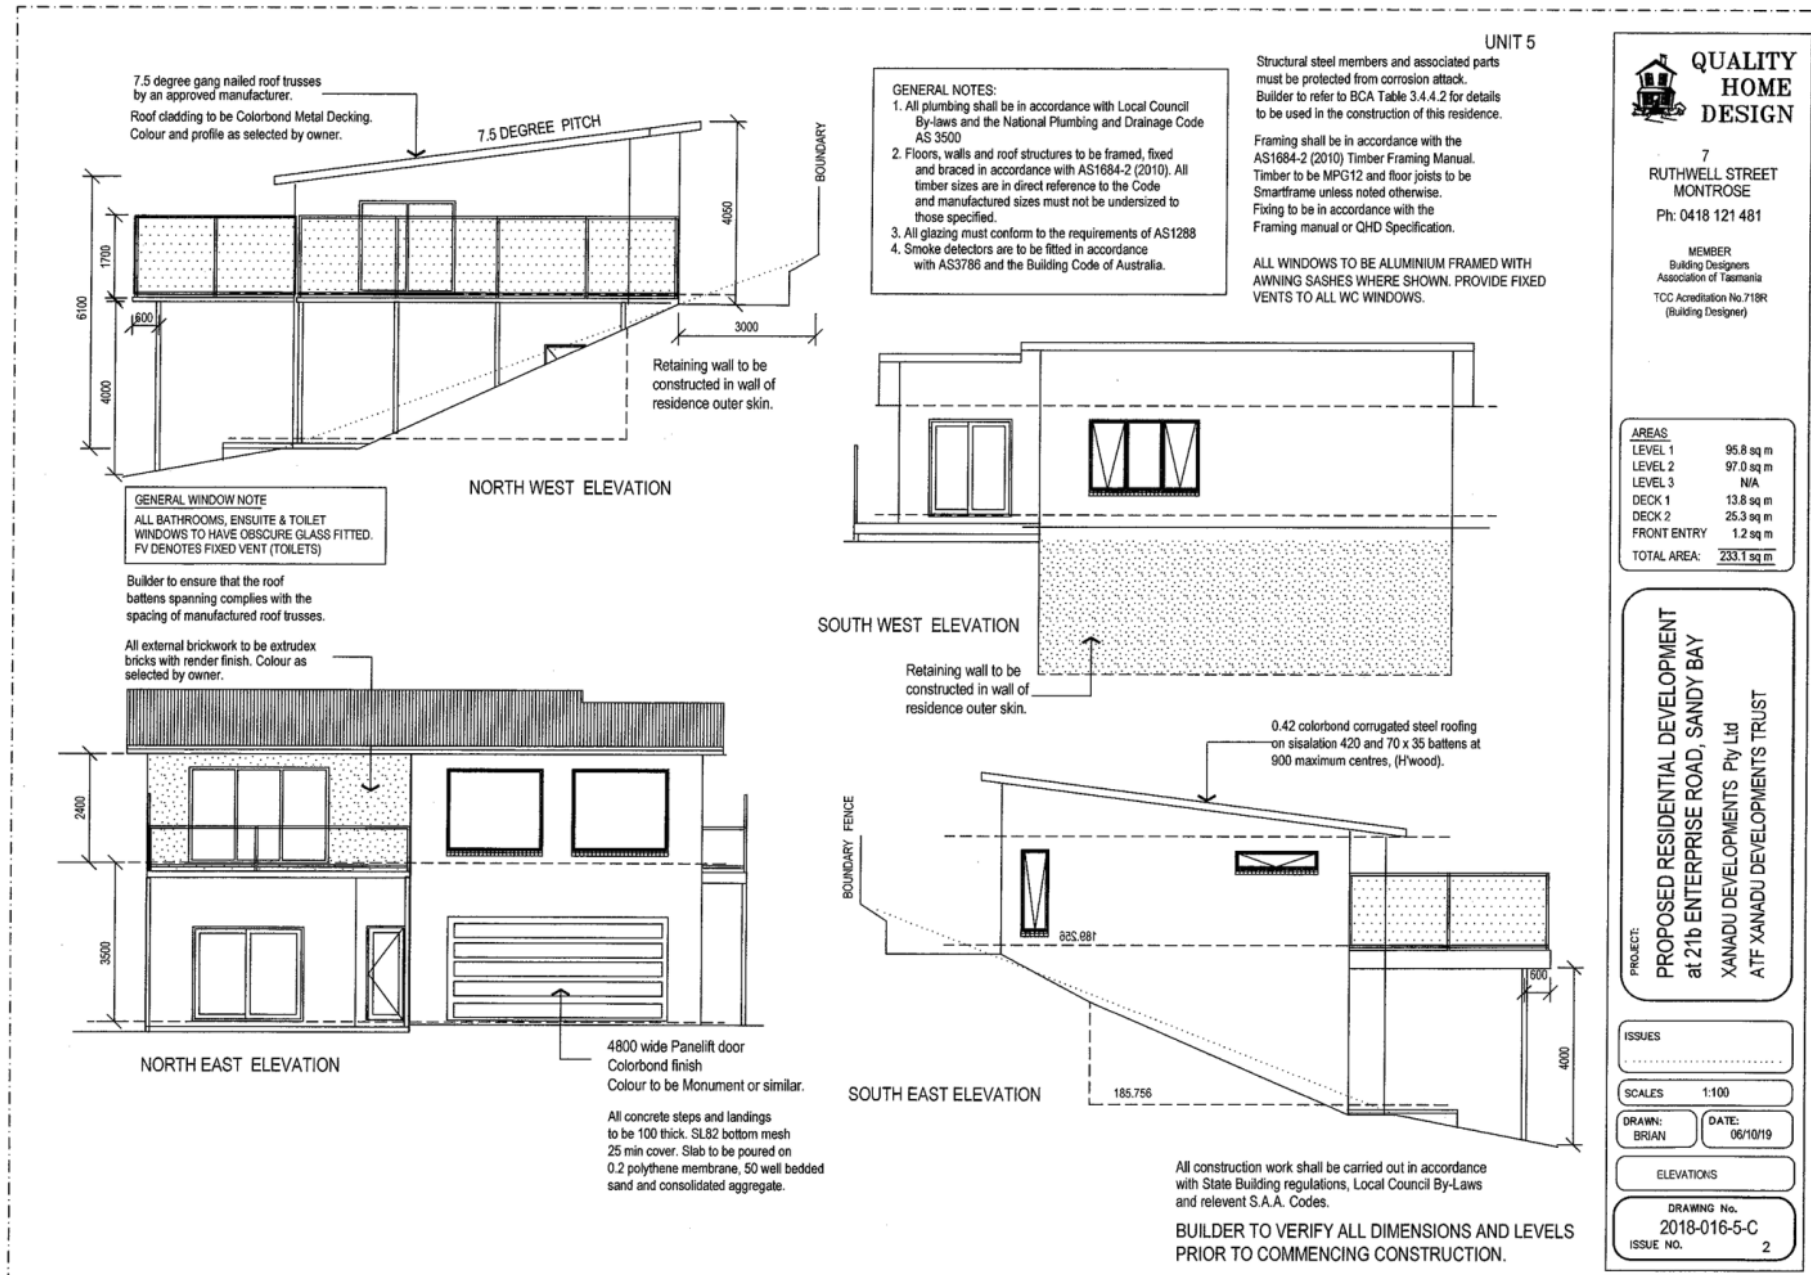 UNIT 5
7.5 degree gang nailed roof trusses
by an approved manufacturer.
Roof cladding to be Colorbond Metal Decking.
Colour and profile as selected by owner.
7.5 DEGREE PITCH
BOUNDARY
4050
1700
6100
600
4000
3000
Retaining wall to be
constructed in wall of
residence outer skin.
NORTH WEST ELEVATION
GENERAL NOTES:
1. All plumbing shall be in accordance with Local Council
By-laws and the National Plumbing and Drainage Code
AS 3500
2. Floors, walls and roof structures to be framed, fixed
and braced in accordance with AS1684-2 (2010). All
timber sizes are in direct reference to the Code
and manufactured sizes must not be undersized to
those specified.
3. All glazing must conform to the requirements of AS1288
4. Smoke detectors are to be fitted in accordance
with AS3786 and the Building Code of Australia.
Structural steel members and associated parts
must be protected from corrosion attack.
Builder to refer to BCA Table 3.4.4.2 for details
to be used in the construction of this residence.
Framing shall be in accordance with the
AS1684-2 (2010) Timber Framing Manual.
Timber to be MPG12 and floor joists to be
Smartframe unless noted otherwise.
Fixing to be in accordance with the
Framing manual or QHD Specification.
ALL WINDOWS TO BE ALUMINIUM FRAMED WITH
AWNING SASHES WHERE SHOWN. PROVIDE FIXED
VENTS TO ALL WC WINDOWS.
GENERAL WINDOW NOTE
ALL BATHROOMS, ENSUITE & TOILET
WINDOWS TO HAVE OBSCURE GLASS FITTED.
FV DENOTES FIXED VENT (TOILETS)
Builder to ensure that the roof
battens spanning complies with the
spacing of manufactured roof trusses.
All external brickwork to be extrudex
bricks with render finish. Colour as
selected by owner.
2400
3500
NORTH EAST ELEVATION
4800 wide Panelift door
Colorbond finish
Colour to be Monument or similar.
All concrete steps and landings
to be 100 thick. SL82 bottom mesh
25 min cover. Slab to be poured on
0.2 polythene membrane, 50 well bedded
sand and consolidated aggregate.
SOUTH WEST ELEVATION
Retaining wall to be
constructed in wall of
residence outer skin.
0.42 colorbond corrugated steel roofing
on sisalation 420 and 70 x 35 battens at
900 maximum centres, (H'wood).
BOUNDARY FENCE
189.256
600
4000
185.756
SOUTH EAST ELEVATION
All construction work shall be carried out in accordance
with State Building regulations, Local Council By-Laws
and relevent S.A.A. Codes.
BUILDER TO VERIFY ALL DIMENSIONS AND LEVELS
PRIOR TO COMMENCING CONSTRUCTION.
QUALITY
HOME
DESIGN
7
RUTHWELL STREET
MONTROSE
Ph: 0418 121 481
MEMBER
Building Designers
Association of Tasmania
TCC Acreditation No.718R
(Building Designer)
AREAS
LEVEL 1 95.8 sq m
LEVEL 2 97.0 sq m
LEVEL 3 N/A
DECK 1 13.8 sq m
DECK 2 25.3 sq m
FRONT ENTRY 1.2 sq m
TOTAL AREA: 233.1 sq m
PROJECT:
PROPOSED RESIDENTIAL DEVELOPMENT
at 21b ENTERPRISE ROAD, SANDY BAY
XANADU DEVELOPMENTS Pty Ltd
ATF XANADU DEVELOPMENTS TRUST
ISSUES
SCALES 1:100
DRAWN:
BRIAN
DATE:
06/10/19
ELEVATIONS
DRAWING No.
2018-016-5-C
ISSUE NO. 2